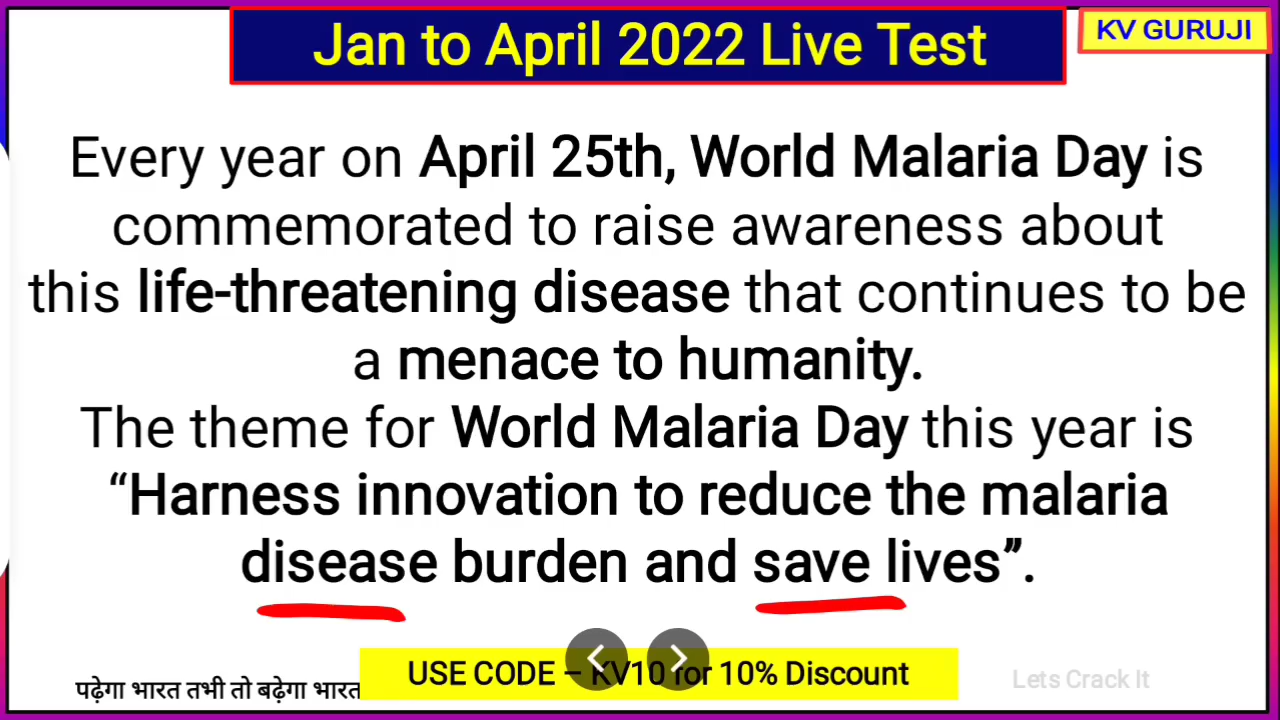 Jan to April 2022 Live Test
KV GURUJI
Every year on April 25th, World Malaria Day is
commemorated to raise awareness about
this life-threatening disease that continues to be
a menace to humanity.
The theme for World Malaria Day this year is
“Harness innovation to reduce the malaria
disease burden and save lives”.
USE CODE – KV10 for 10% Discount
पढ़ेगा भारत तभी तो बढ़ेगा भारत
Lets Crack It